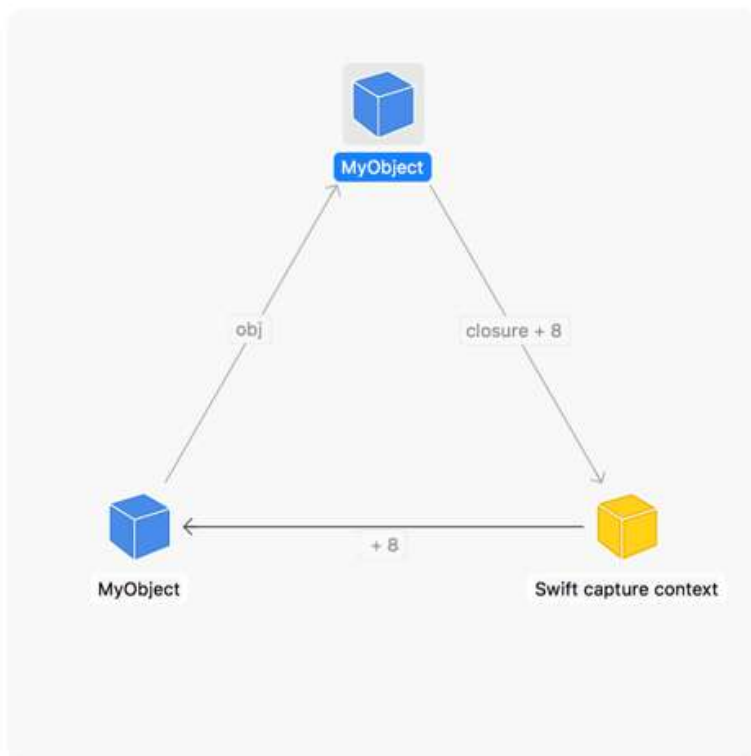 MyObject
obj
closure + 8
+ 8
MyObject
Swift capture context